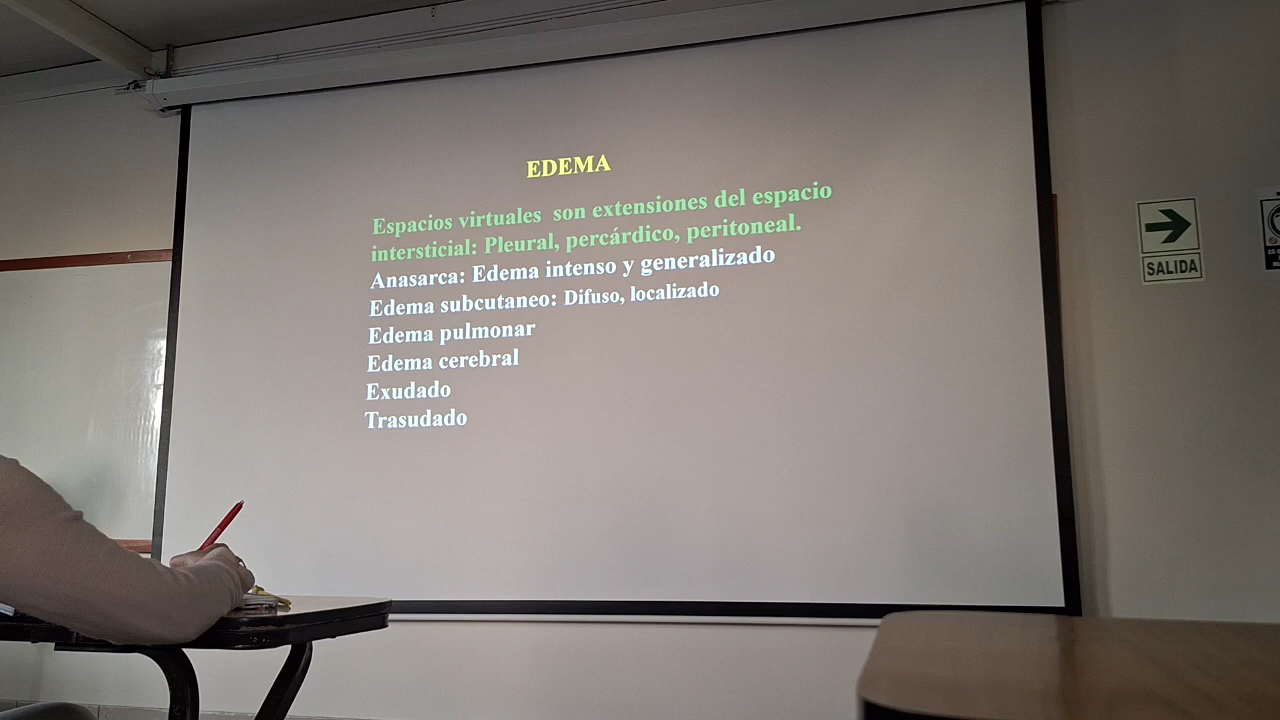 EDEMA
Espacios virtuales son extensiones del espacio
intersticial: Pleural, percárdico, peritoneal.
Anasarca: Edema intenso y generalizado
Edema subcutaneo: Difuso, localizado
Edema pulmonar
Edema cerebral
Exudado
Trasudado
SALIDA